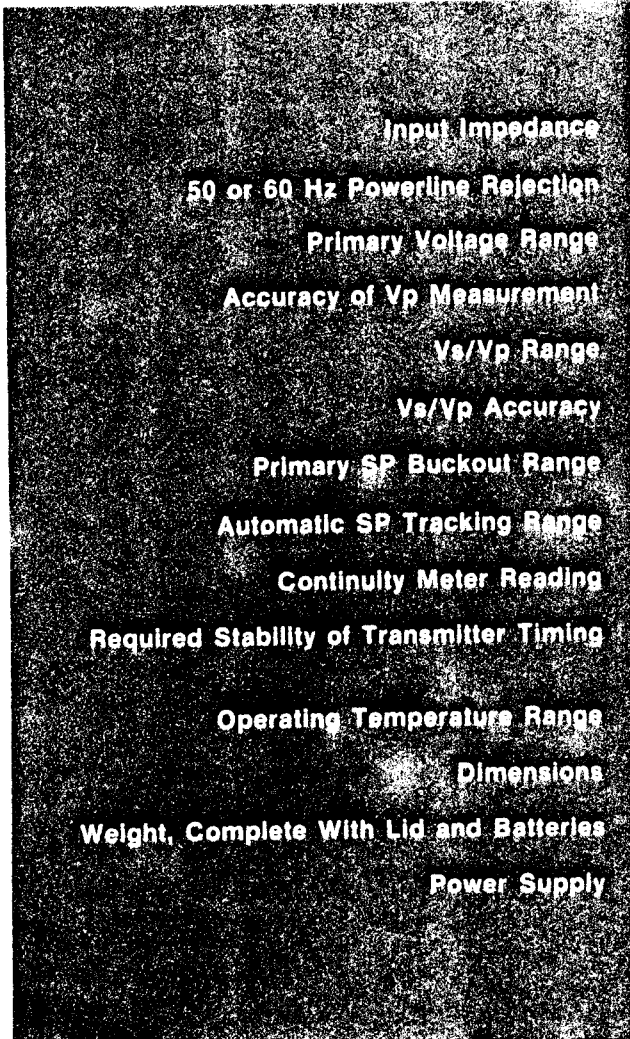 Input Impedance
50 or 60 Hz Powerline Rejection
Primary Voltage Range
Accuracy of Vp Measurement
Vs/Vp Range
Vs/Vp Accuracy
Primary SP Buckout Range
Automatic SP Tracking Range
Continuity Meter Reading
Required Stability of Transmitter Timing
Operating Temperature Range
Dimensions
Weight, Complete With Lid and Batteries
Power Supply